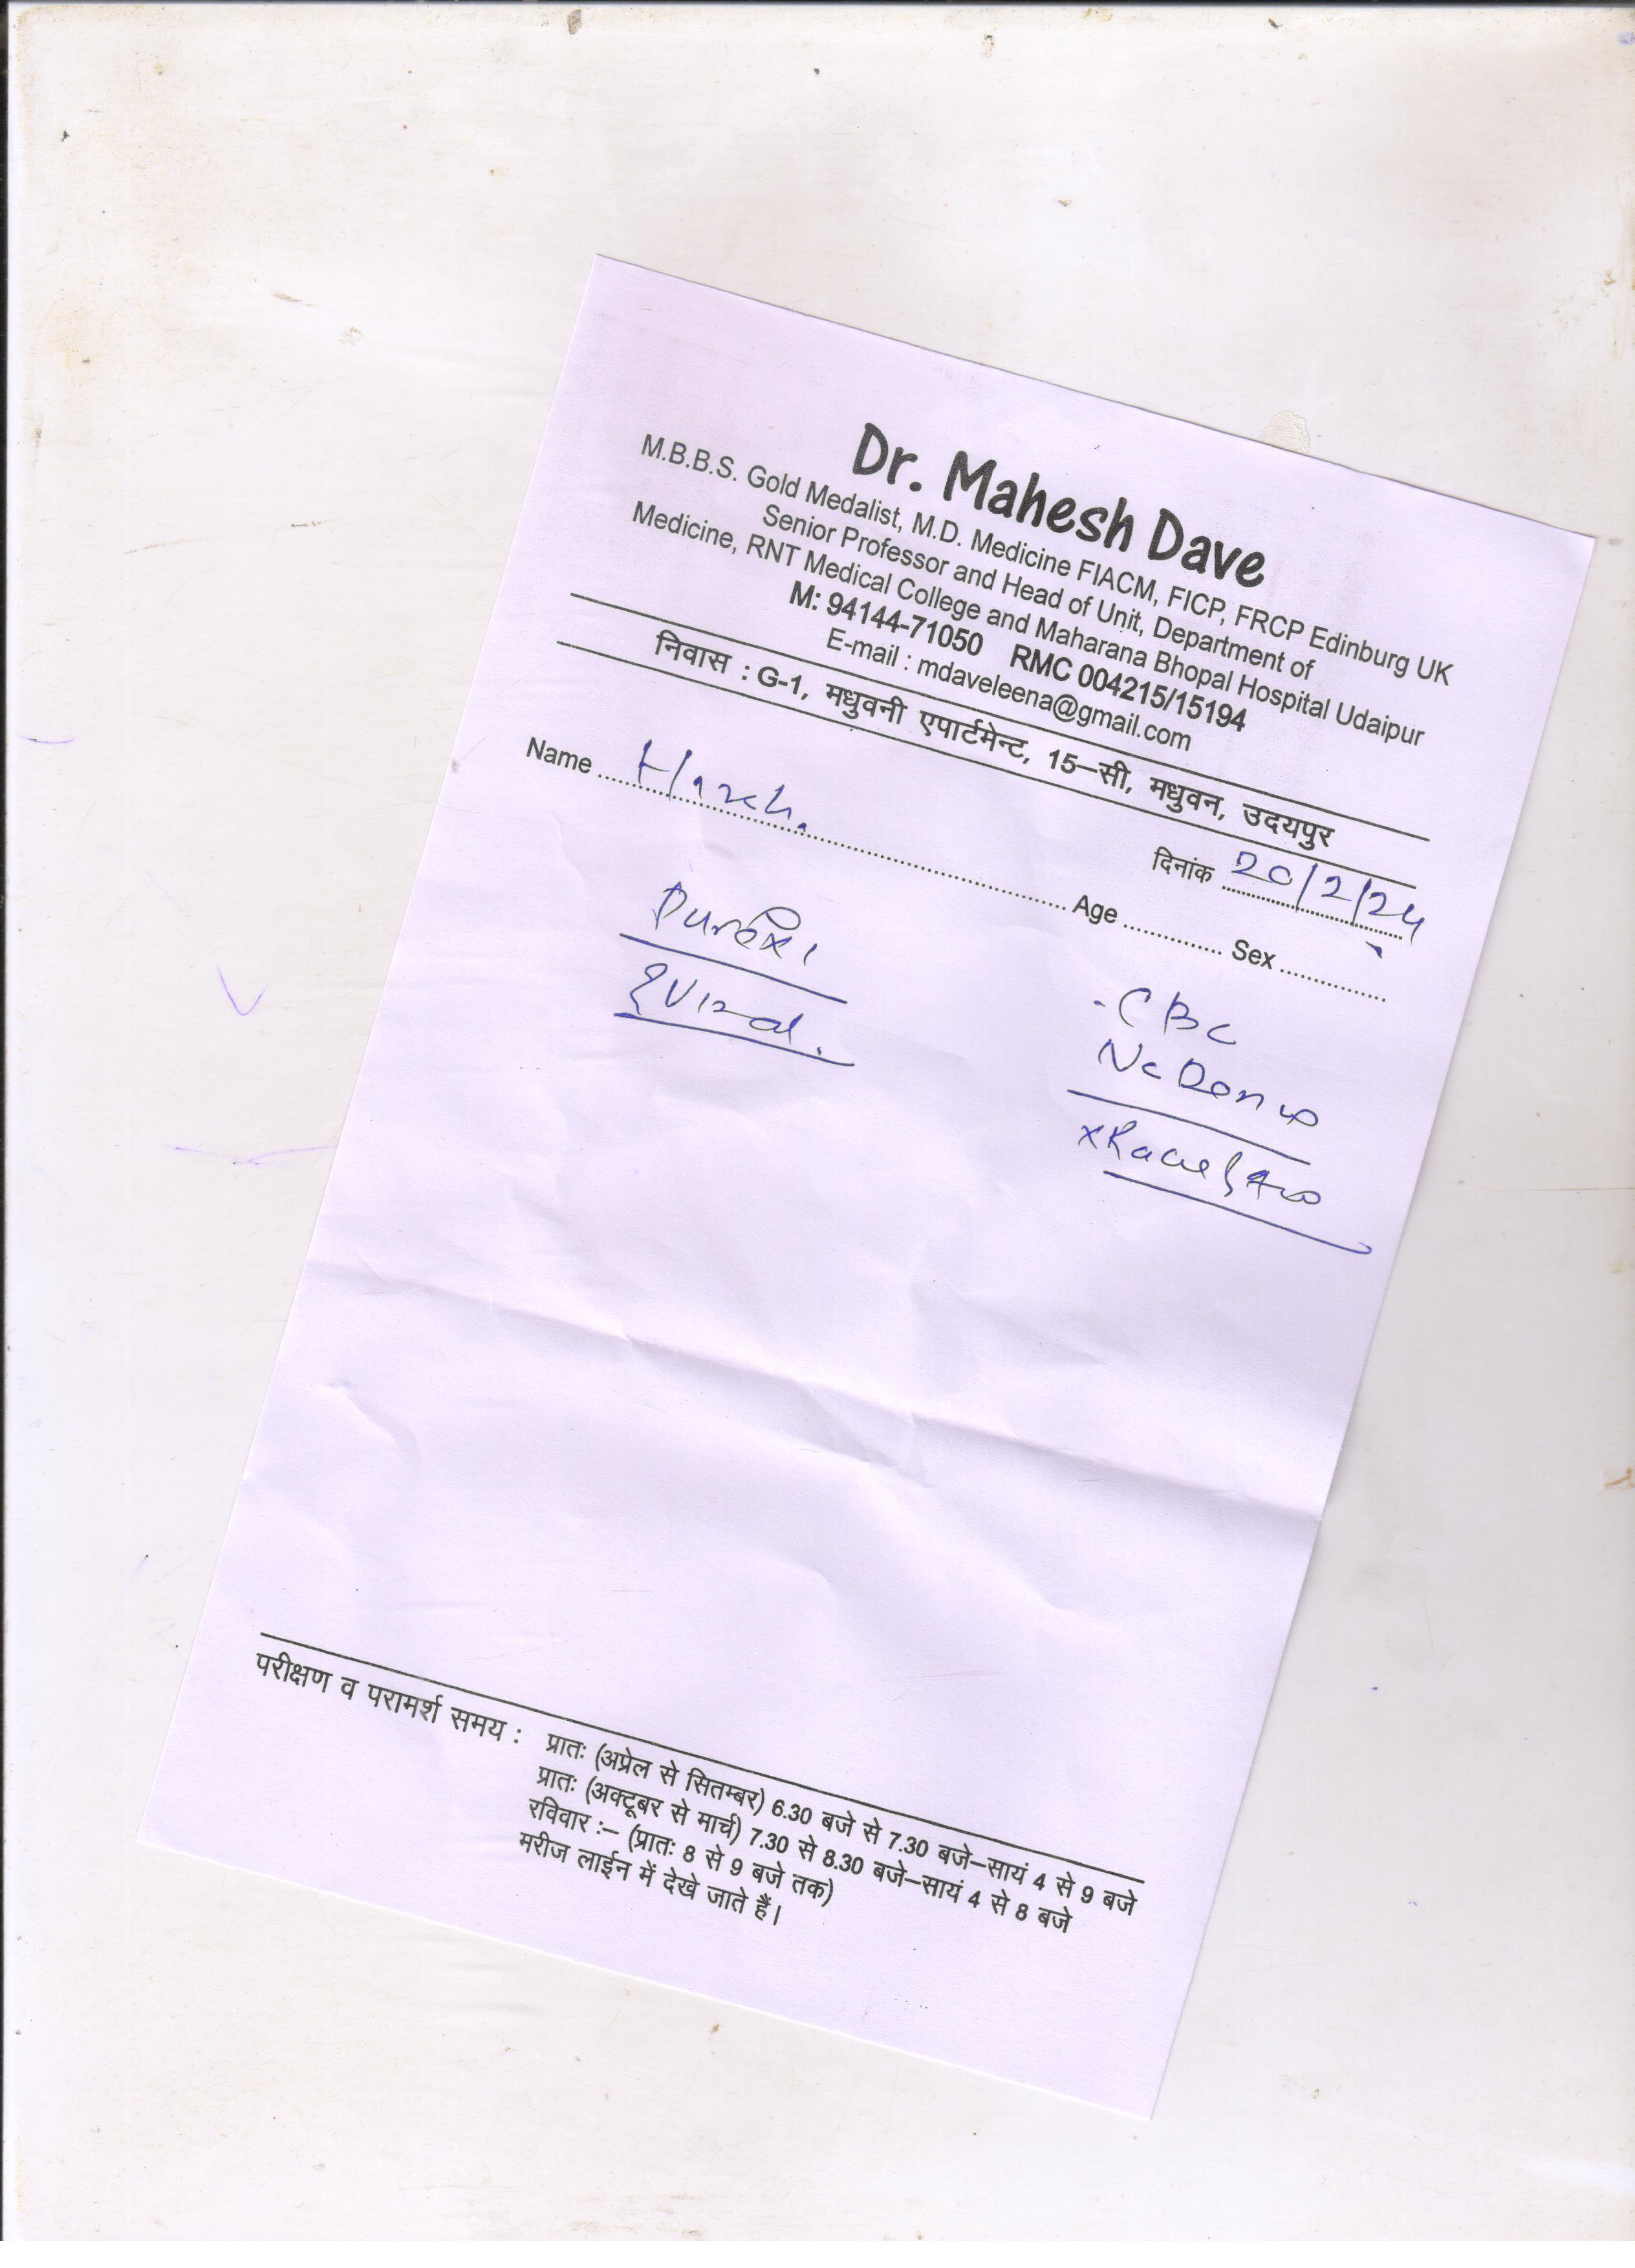 Dr. Mahesh Dave
M.B.B.S. Gold Medalist, M.D. Medicine FIACM, FICP, FRCP Edinburg UK
Senior Professor and Head of Unit, Department of
Medicine, RNT Medical College and Maharana Bhopal Hospital Udaipur
M: 94144-71050 RMC 004215/15194
E-mail : mdaveleena@gmail.com
निवास : G-1, मधुवनी एपार्टमेन्ट, 15–सी, मधुवन, उदयपुर
दिनांक 20/2/24
Name Harsh. Age Sex
CBC
परीक्षण व परामर्श समय : प्रातः (अप्रेल से सितम्बर) 6.30 बजे से 7.30 बजे–सायं 4 से 9 बजे
प्रातः (अक्टूबर से मार्च) 7.30 से 8.30 बजे–सायं 4 से 8 बजे
रविवार :– (प्रातः 8 से 9 बजे तक)
मरीज लाईन में देखे जाते हैं।